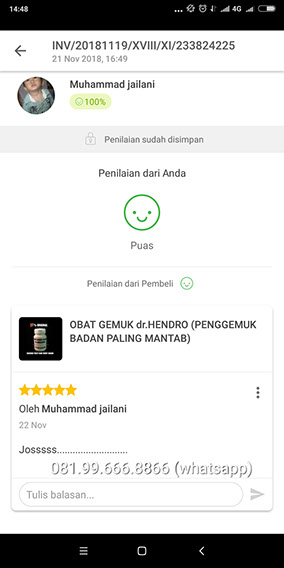 14:48
4G
INV/20181119/XVIII/XI/233824225
21 Nov 2018, 16:49
Muhammad jailani
100%
Penilaian sudah disimpan
Penilaian dari Anda
Puas
Penilaian dari Pembeli
OBAT GEMUK dr.HENDRO (PENGGEMUK
BADAN PALING MANTAB)
Oleh Muhammad jailani
22 Nov
Josssss..........................
081.99.666.8866 (whatsapp)
Tulis balasan...